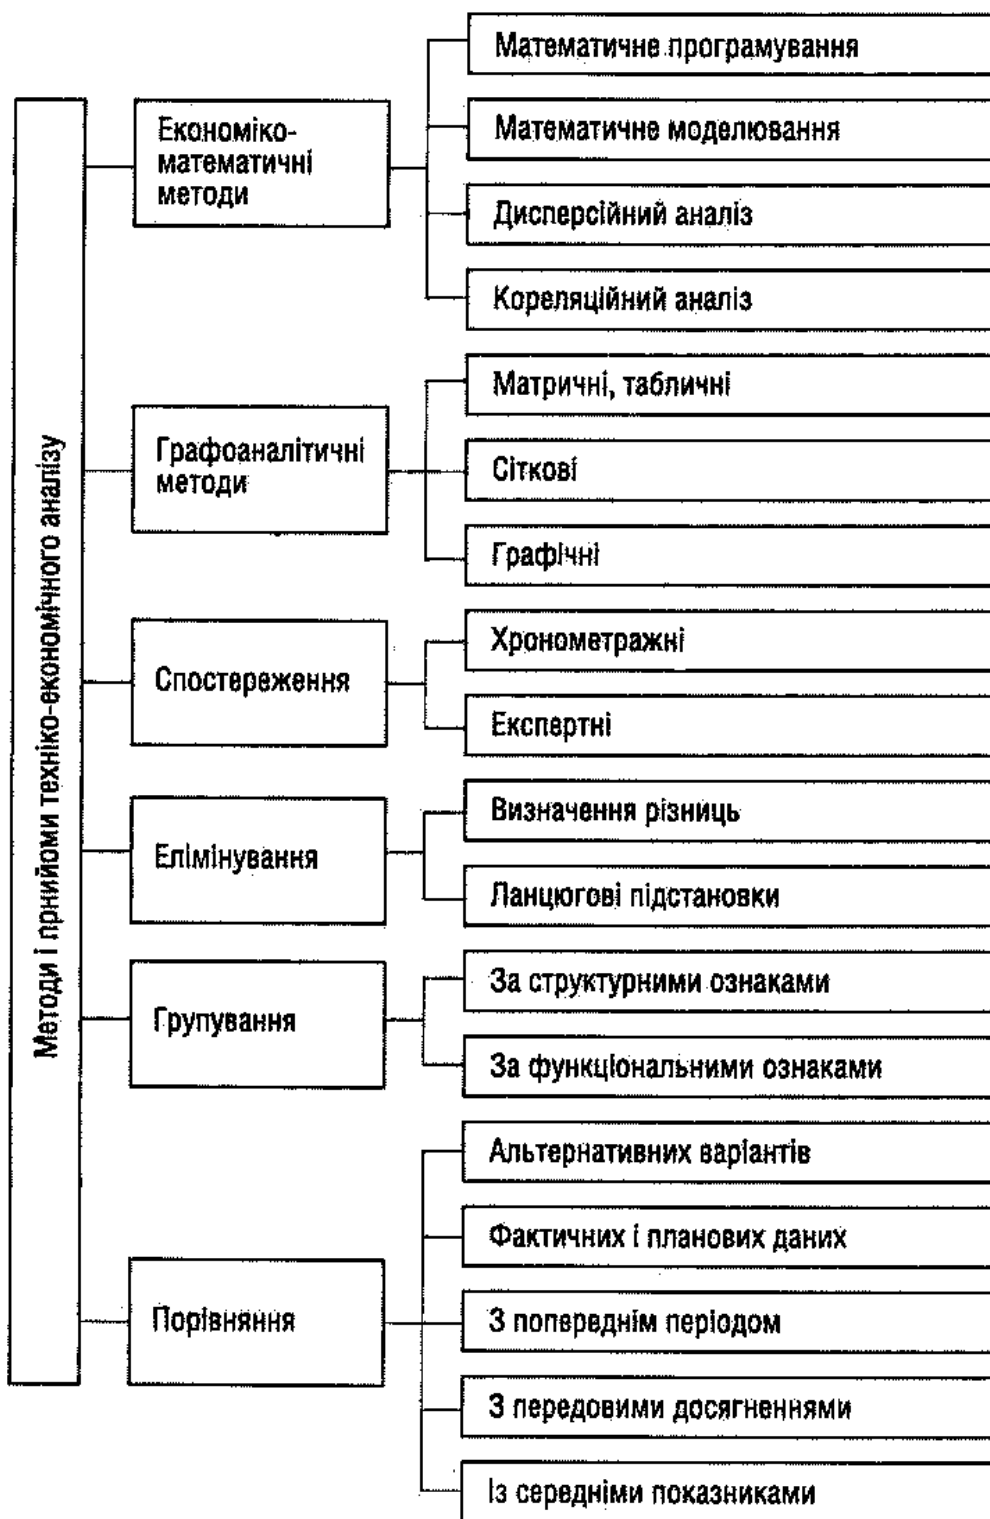 Методи і прнийоми техніко-економічного аналізу
Економіко-
математичні
методи
Математичне програмування
Математичне моделювання
Дисперсійний аналіз
Кореляційний аналіз
Графоаналітичні
методи
Матричні, табличні
Сіткові
Графічні
Спостереження
Хронометражні
Експертні
Елімінування
Визначення різниць
Ланцюгові підстановки
Групування
За структурними ознаками
За функціональними ознаками
Порівняння
Альтернативних варіантів
Фактичних і планових даних
З попереднім періодом
З передовими досягненнями
Із середніми показниками